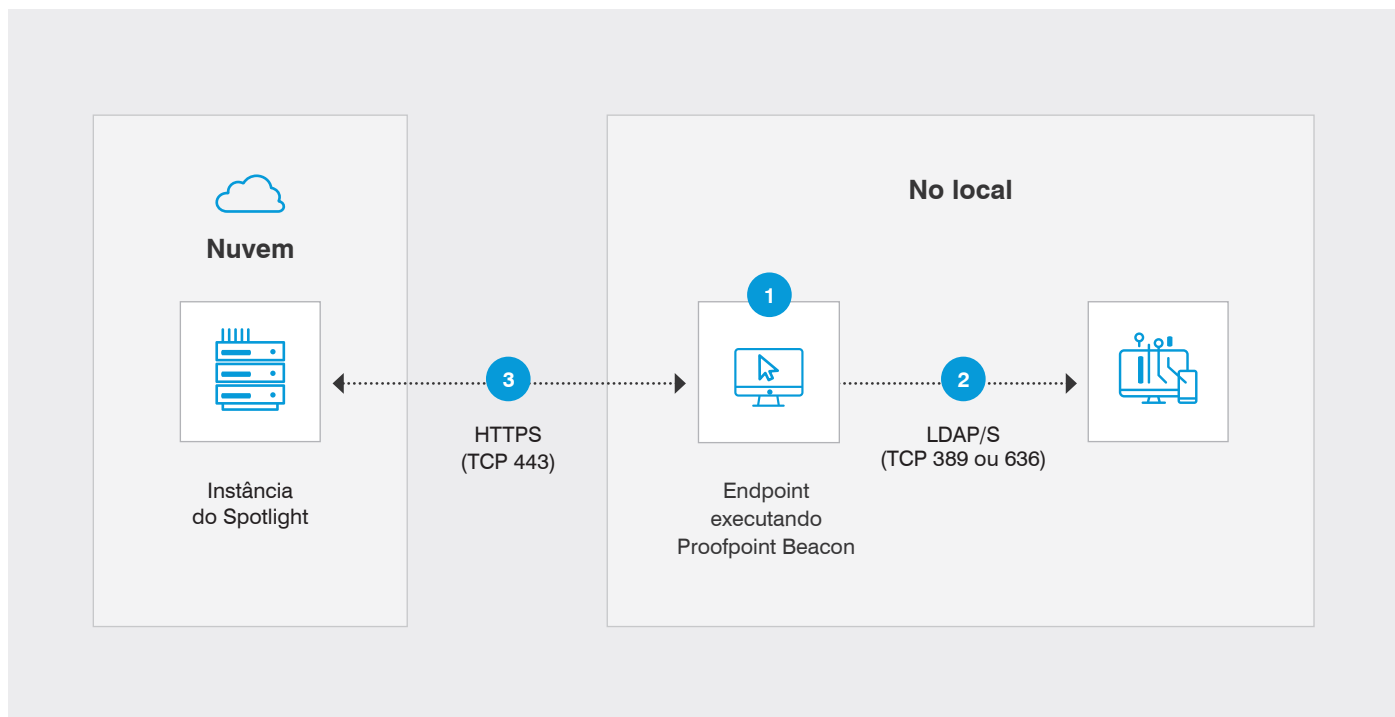 Nuvem
Instância
do Spotlight
3
HTTPS
(TCP 443)
No local
1
Endpoint
executando
Proofpoint Beacon
2
LDAP/S
(TCP 389 ou 636)